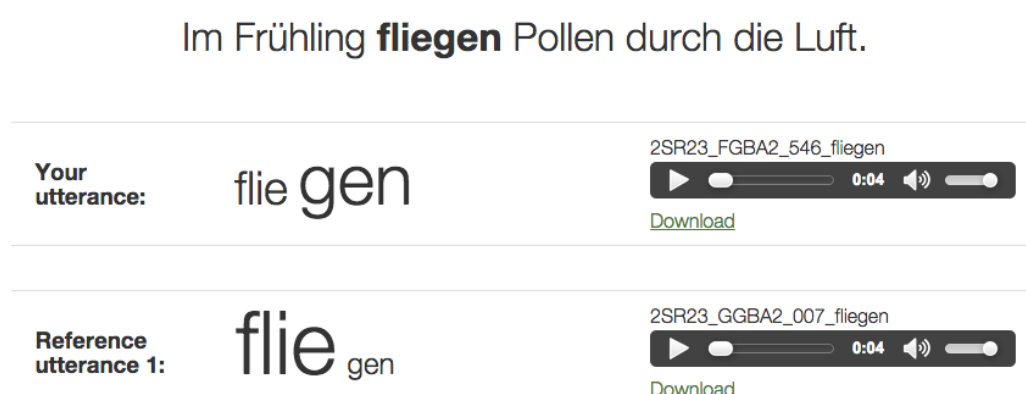 Im Frühling fliegen Pollen durch die Luft.
Your
utterance:
flie gen
2SR23_FGBA2_546_fliegen
0:04
Download
Reference
utterance 1:
flie gen
2SR23_GGBA2_007_fliegen
0:04
Download